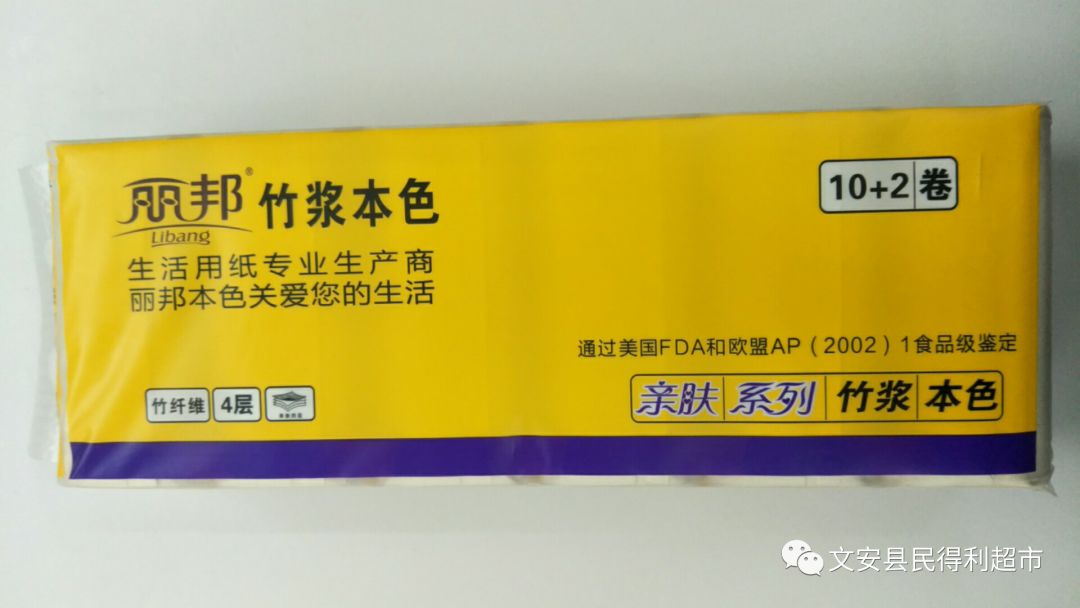 丽邦® 竹浆本色
Libang
10+2 卷
生活用纸专业生产商
丽邦本色关爱您的生活
通过美国FDA和欧盟AP（2002）1食品级鉴定
竹纤维 4层
亲肤 系列 竹浆 本色
文安县民得利超市